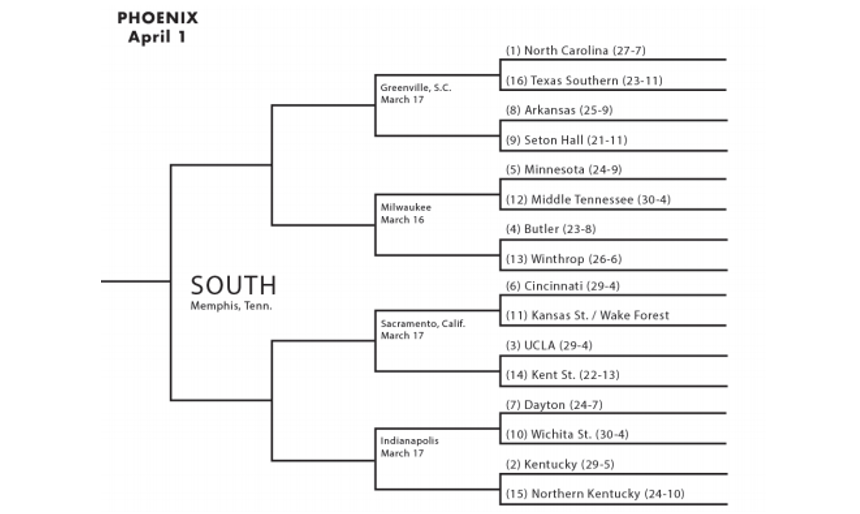 PHOENIX
April 1
(1) North Carolina (27-7)
Greenville, S.C.
March 17
(16) Texas Southern (23-11)
(8) Arkansas (25-9)
(9) Seton Hall (21-11)
(5) Minnesota (24-9)
Milwaukee
March 16
(12) Middle Tennessee (30-4)
(4) Butler (23-8)
(13) Winthrop (26-6)
SOUTH
Memphis, Tenn.
(6) Cincinnati (29-4)
Sacramento, Calif.
March 17
(11) Kansas St. / Wake Forest
(3) UCLA (29-4)
(14) Kent St. (22-13)
(7) Dayton (24-7)
Indianapolis
March 17
(10) Wichita St. (30-4)
(2) Kentucky (29-5)
(15) Northern Kentucky (24-10)